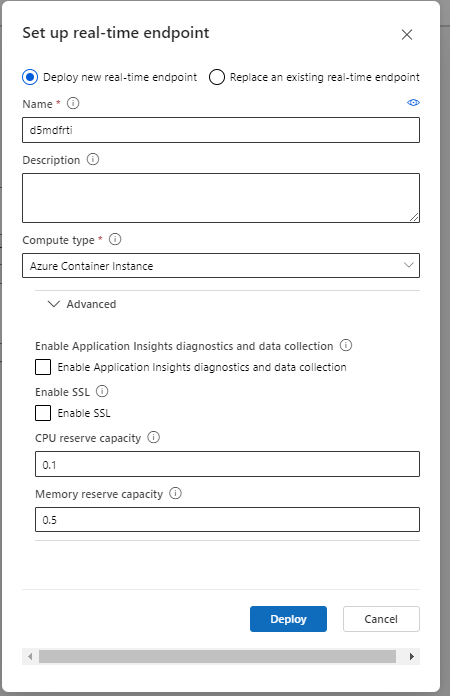 Set up real-time endpoint
Deploy new real-time endpoint Replace an existing real-time endpoint
Name *
d5mdfrti
Description
Compute type *
Azure Container Instance
Advanced
Enable Application Insights diagnostics and data collection
Enable Application Insights diagnostics and data collection
Enable SSL
Enable SSL
CPU reserve capacity
0.1
Memory reserve capacity
0.5
Deploy Cancel